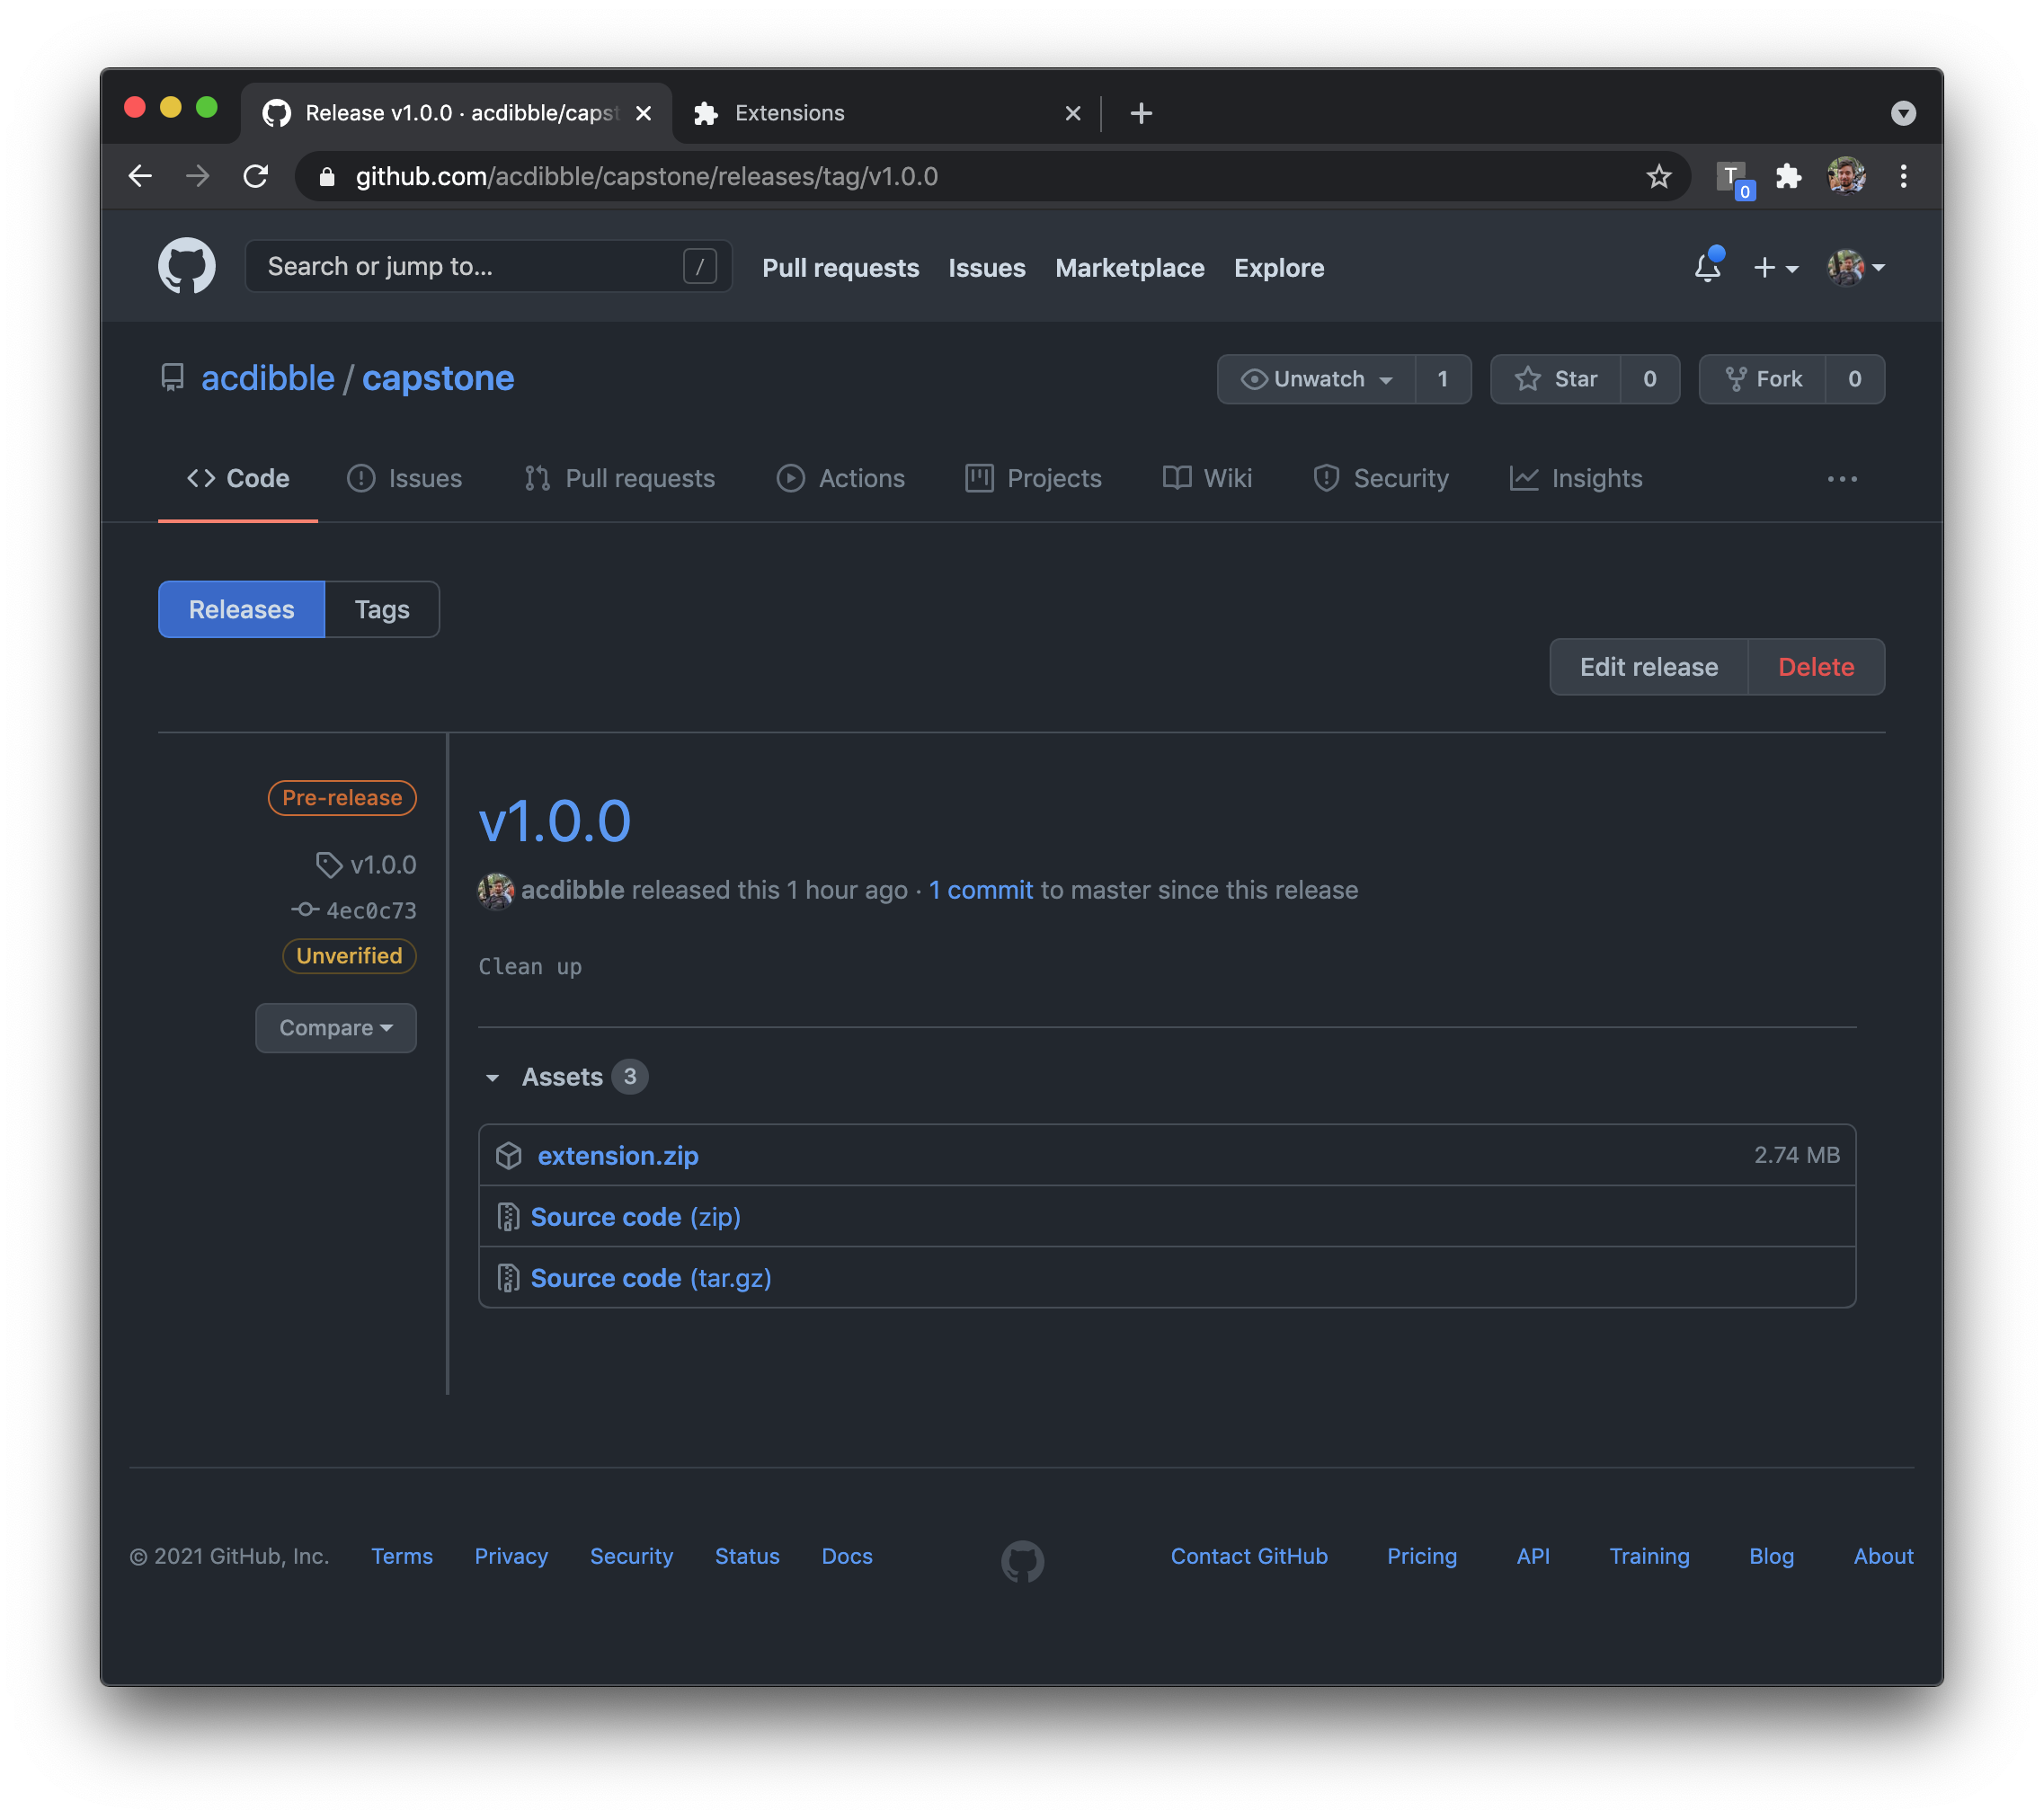 Release v1.0.0 · acdibble/capst
Extensions
github.com/acdibble/capstone/releases/tag/v1.0.0
T
0
Search or jump to...
/
Pull requests
Issues
Marketplace
Explore
acdibble / capstone
Unwatch 1
Star 0
Fork 0
Code
Issues
Pull requests
Actions
Projects
Wiki
Security
Insights
Releases
Tags
Edit release
Delete
Pre-release
v1.0.0
4ec0c73
Unverified
Compare
v1.0.0
acdibble released this 1 hour ago · 1 commit to master since this release
Clean up
Assets 3
extension.zip 2.74 MB
Source code (zip)
Source code (tar.gz)
© 2021 GitHub, Inc. Terms Privacy Security Status Docs Contact GitHub Pricing API Training Blog About